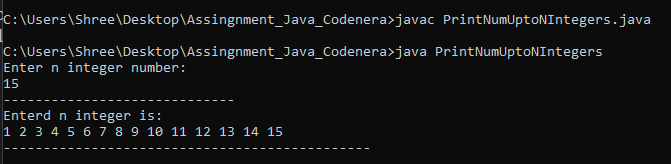 C:\Users\Shree\Desktop\Assingnment_Java_Codenera>javac PrintNumUptoNIntegers.java
C:\Users\Shree\Desktop\Assingnment_Java_Codenera>java PrintNumUptoNIntegers
Enter n integer number:
15
-----------------------------
Enterd n integer is:
1 2 3 4 5 6 7 8 9 10 11 12 13 14 15
----------------------------------------------